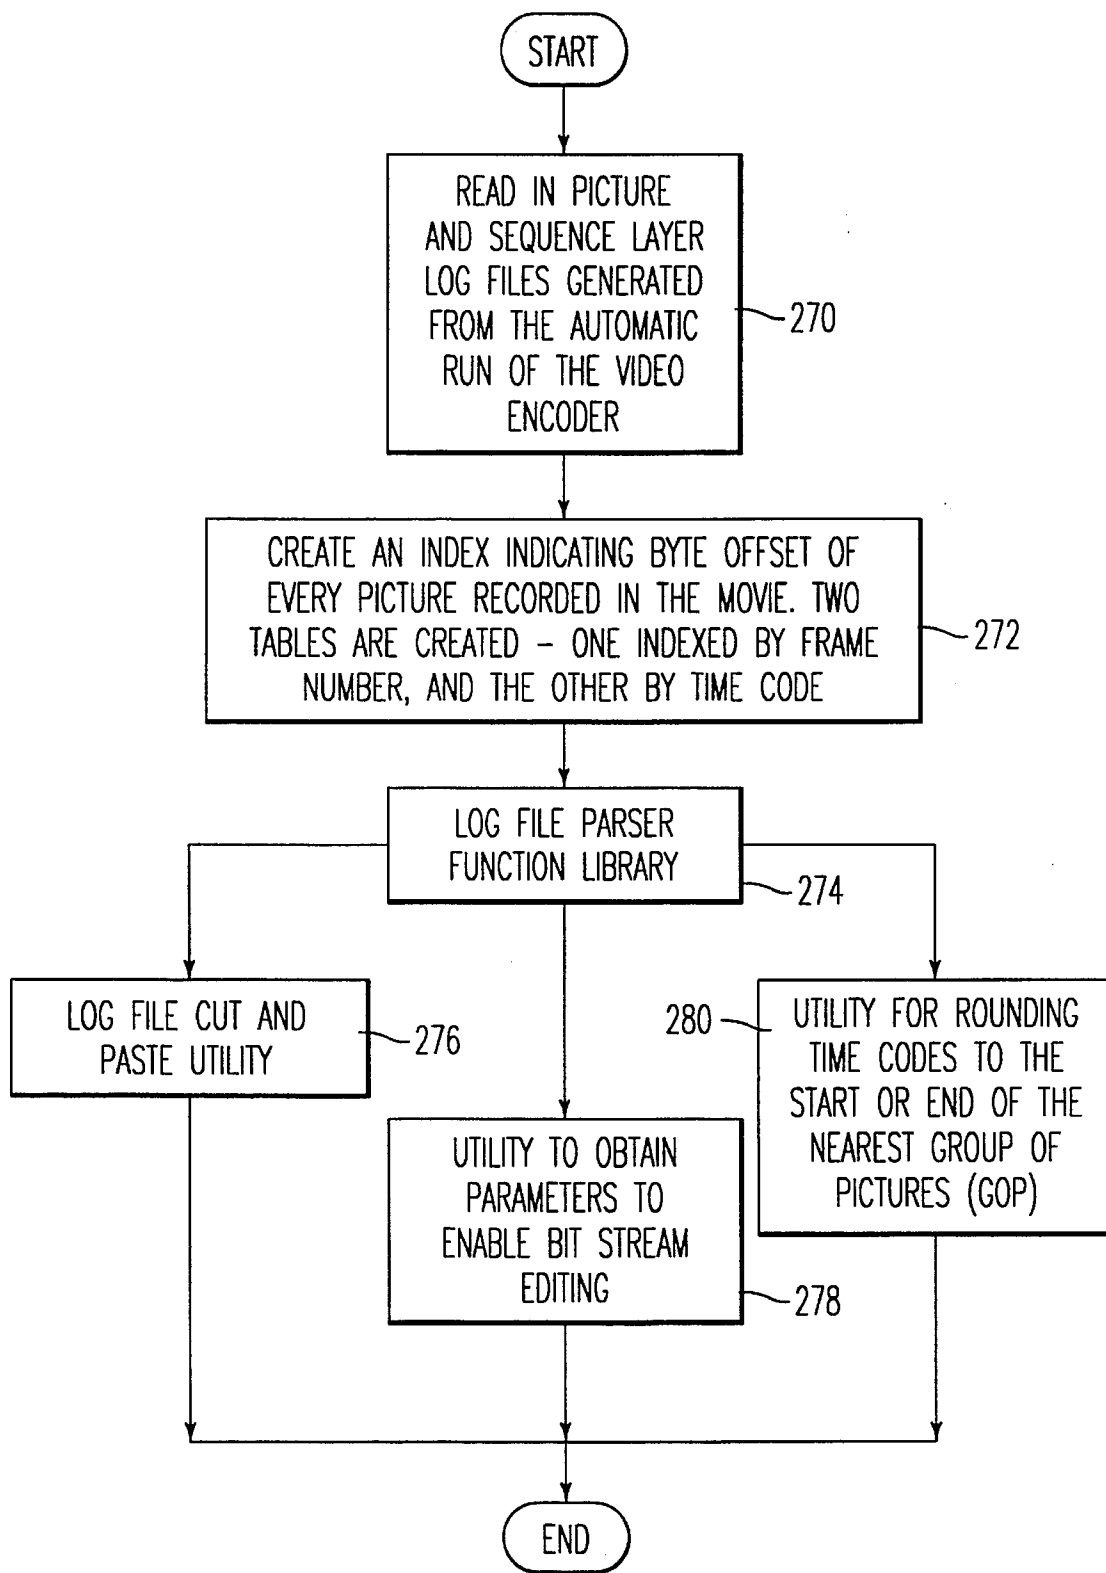 START
READ IN PICTURE
AND SEQUENCE LAYER
LOG FILES GENERATED
FROM THE AUTOMATIC
RUN OF THE VIDEO
ENCODER
270
CREATE AN INDEX INDICATING BYTE OFFSET OF
EVERY PICTURE RECORDED IN THE MOVIE. TWO
TABLES ARE CREATED – ONE INDEXED BY FRAME
NUMBER, AND THE OTHER BY TIME CODE
272
LOG FILE PARSER
FUNCTION LIBRARY
274
LOG FILE CUT AND
PASTE UTILITY
276
UTILITY TO OBTAIN
PARAMETERS TO
ENABLE BIT STREAM
EDITING
278
280
UTILITY FOR ROUNDING
TIME CODES TO THE
START OR END OF THE
NEAREST GROUP OF
PICTURES (GOP)
END